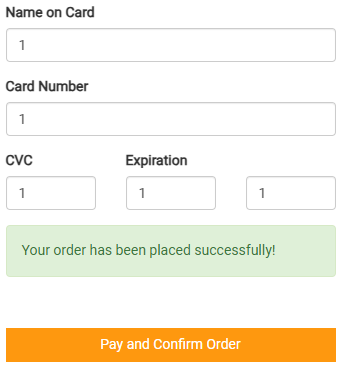 Name on Card
1
Card Number
1
CVC Expiration
1 1 1
Your order has been placed successfully!
Pay and Confirm Order